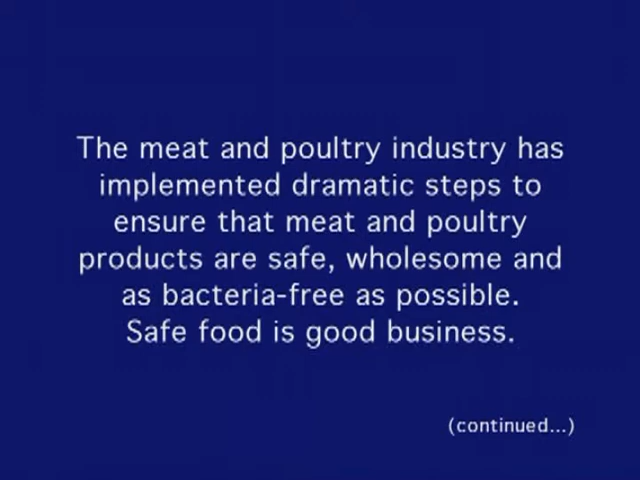 The meat and poultry industry has
implemented dramatic steps to
ensure that meat and poultry
products are safe, wholesome and
as bacteria-free as possible.
Safe food is good business.
(continued...)